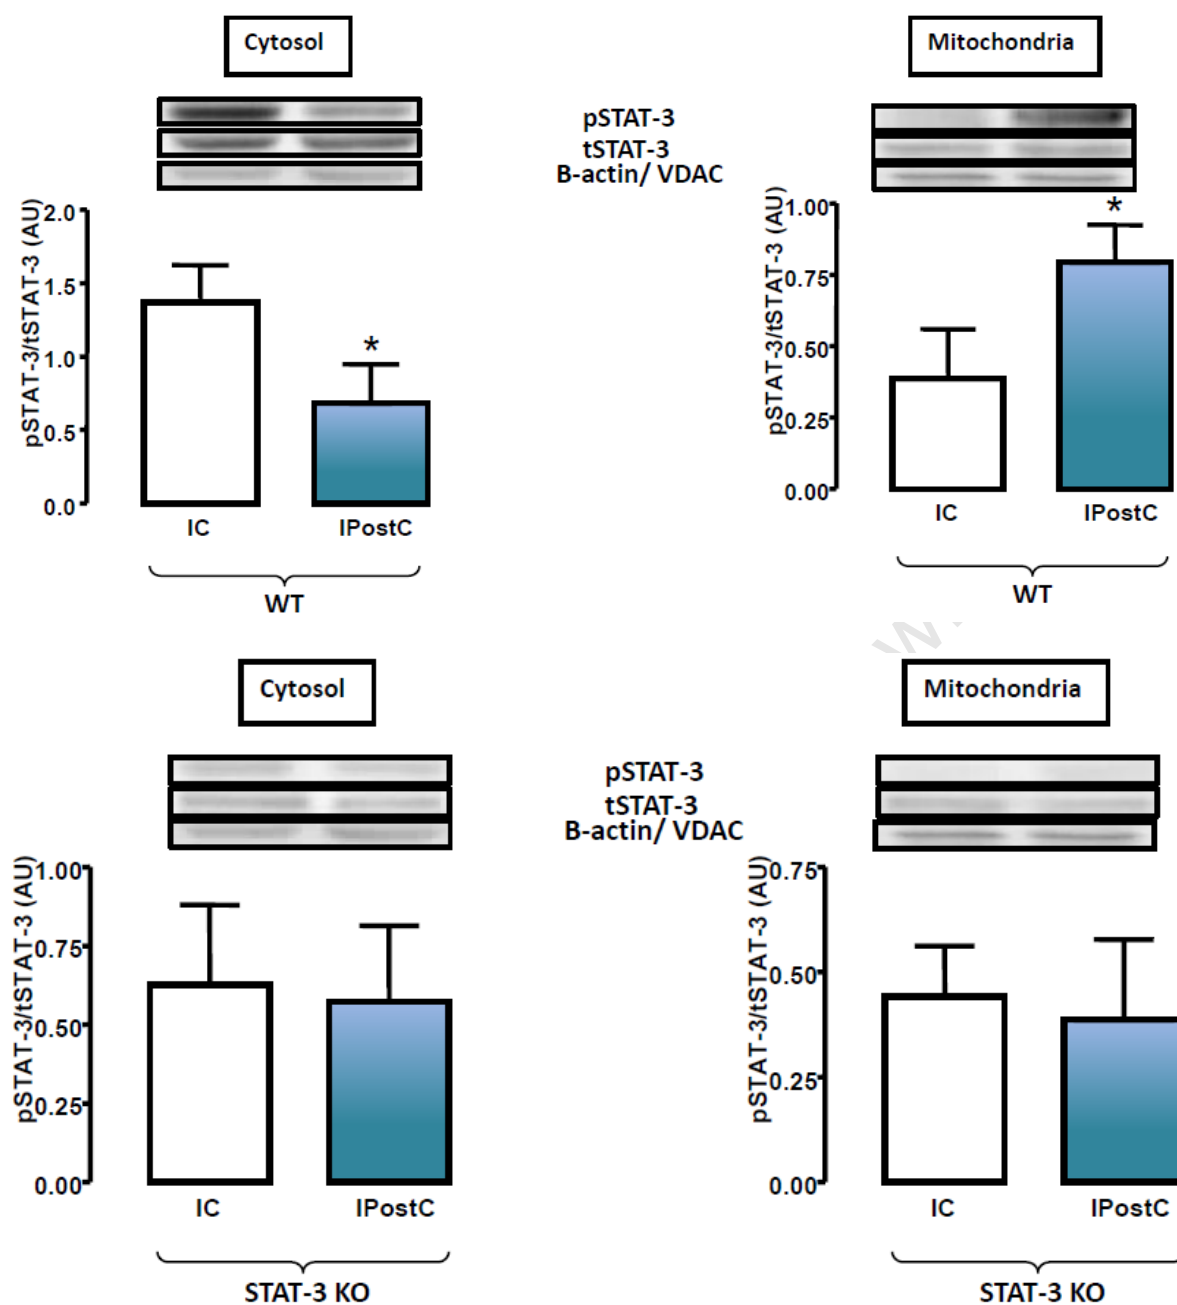 Cytosol
Mitochondria
pSTAT-3
tSTAT-3
B-actin/ VDAC
pSTAT-3/tSTAT-3 (AU)
2.0
1.5
1.0
0.5
0.0
*
IC
IPostC
WT
pSTAT-3/tSTAT-3 (AU)
1.00
0.75
0.50
0.25
0.00
*
IC
IPostC
WT
Cytosol
Mitochondria
pSTAT-3
tSTAT-3
B-actin/ VDAC
pSTAT-3/tSTAT-3 (AU)
1.00
0.75
0.50
0.25
0.00
IC
IPostC
STAT-3 KO
pSTAT-3/tSTAT-3 (AU)
0.75
0.50
0.25
0.00
IC
IPostC
STAT-3 KO